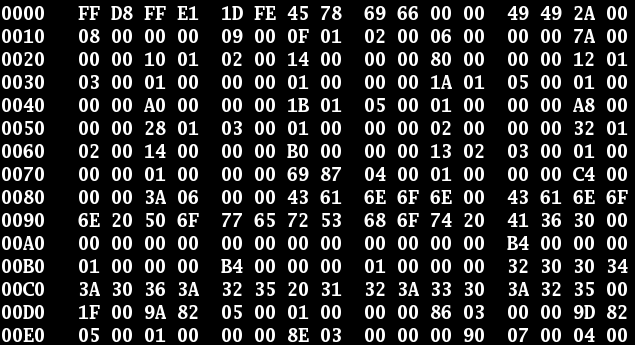 0000 FF D8 FF E1 1D FE 45 78 69 66 00 00 49 49 2A 00
0010 08 00 00 00 09 00 0F 01 02 00 06 00 00 00 7A 00
0020 00 00 10 01 02 00 14 00 00 00 80 00 00 00 12 01
0030 03 00 01 00 00 00 01 00 00 00 1A 01 05 00 01 00
0040 00 00 A0 00 00 00 1B 01 05 00 01 00 00 00 A8 00
0050 00 00 28 01 03 00 01 00 00 00 02 00 00 00 32 01
0060 02 00 14 00 00 00 B0 00 00 00 13 02 03 00 01 00
0070 00 00 01 00 00 00 69 87 04 00 01 00 00 00 C4 00
0080 00 00 3A 06 00 00 43 61 6E 6F 6E 00 43 61 6E 6F
0090 6E 20 50 6F 77 65 72 53 68 6F 74 20 41 36 30 00
00A0 00 00 00 00 00 00 00 00 00 00 00 00 B4 00 00 00
00B0 01 00 00 00 B4 00 00 00 01 00 00 00 32 30 30 34
00C0 3A 30 36 3A 32 35 20 31 32 3A 33 30 3A 32 35 00
00D0 1F 00 9A 82 05 00 01 00 00 00 86 03 00 00 9D 82
00E0 05 00 01 00 00 00 8E 03 00 00 00 90 07 00 04 00